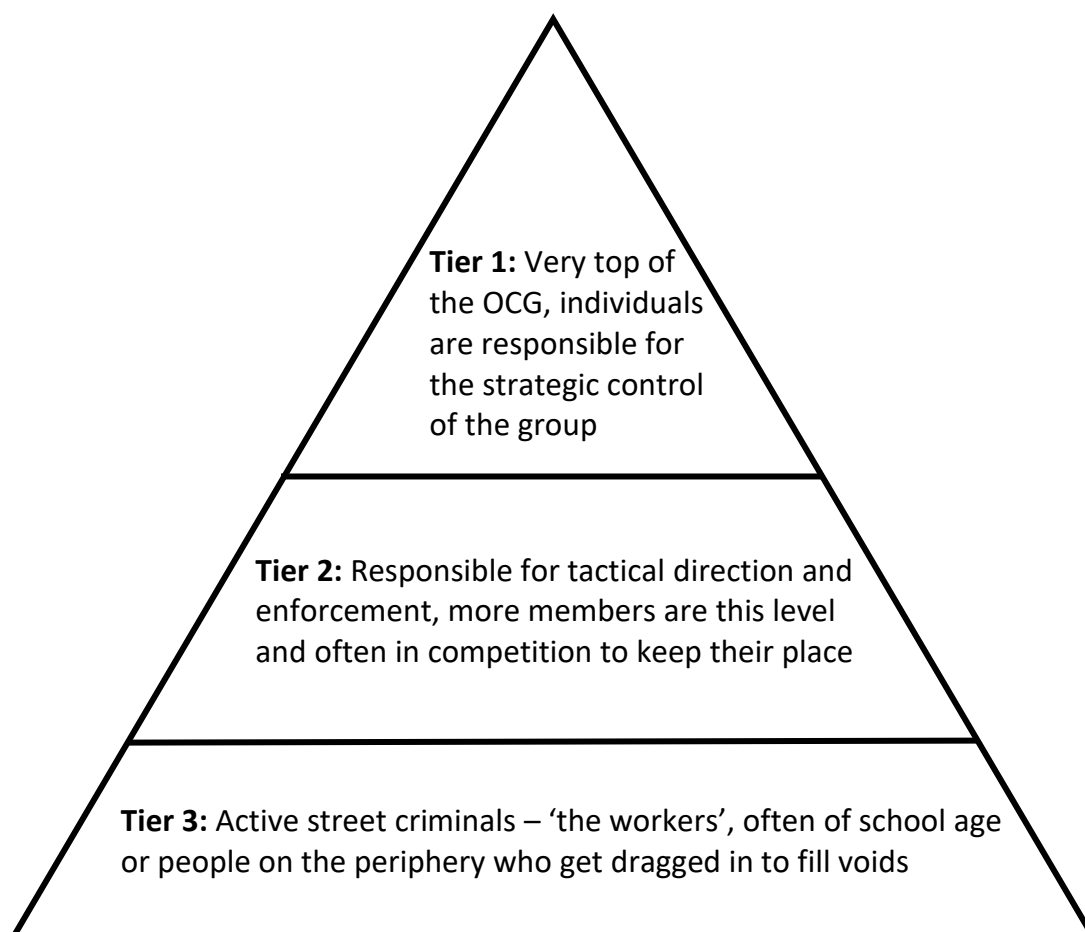 Tier 1: Very top of
the OCG, individuals
are responsible for
the strategic control
of the group
Tier 2: Responsible for tactical direction and
enforcement, more members are this level
and often in competition to keep their place
Tier 3: Active street criminals – ‘the workers’, often of school age
or people on the periphery who get dragged in to fill voids